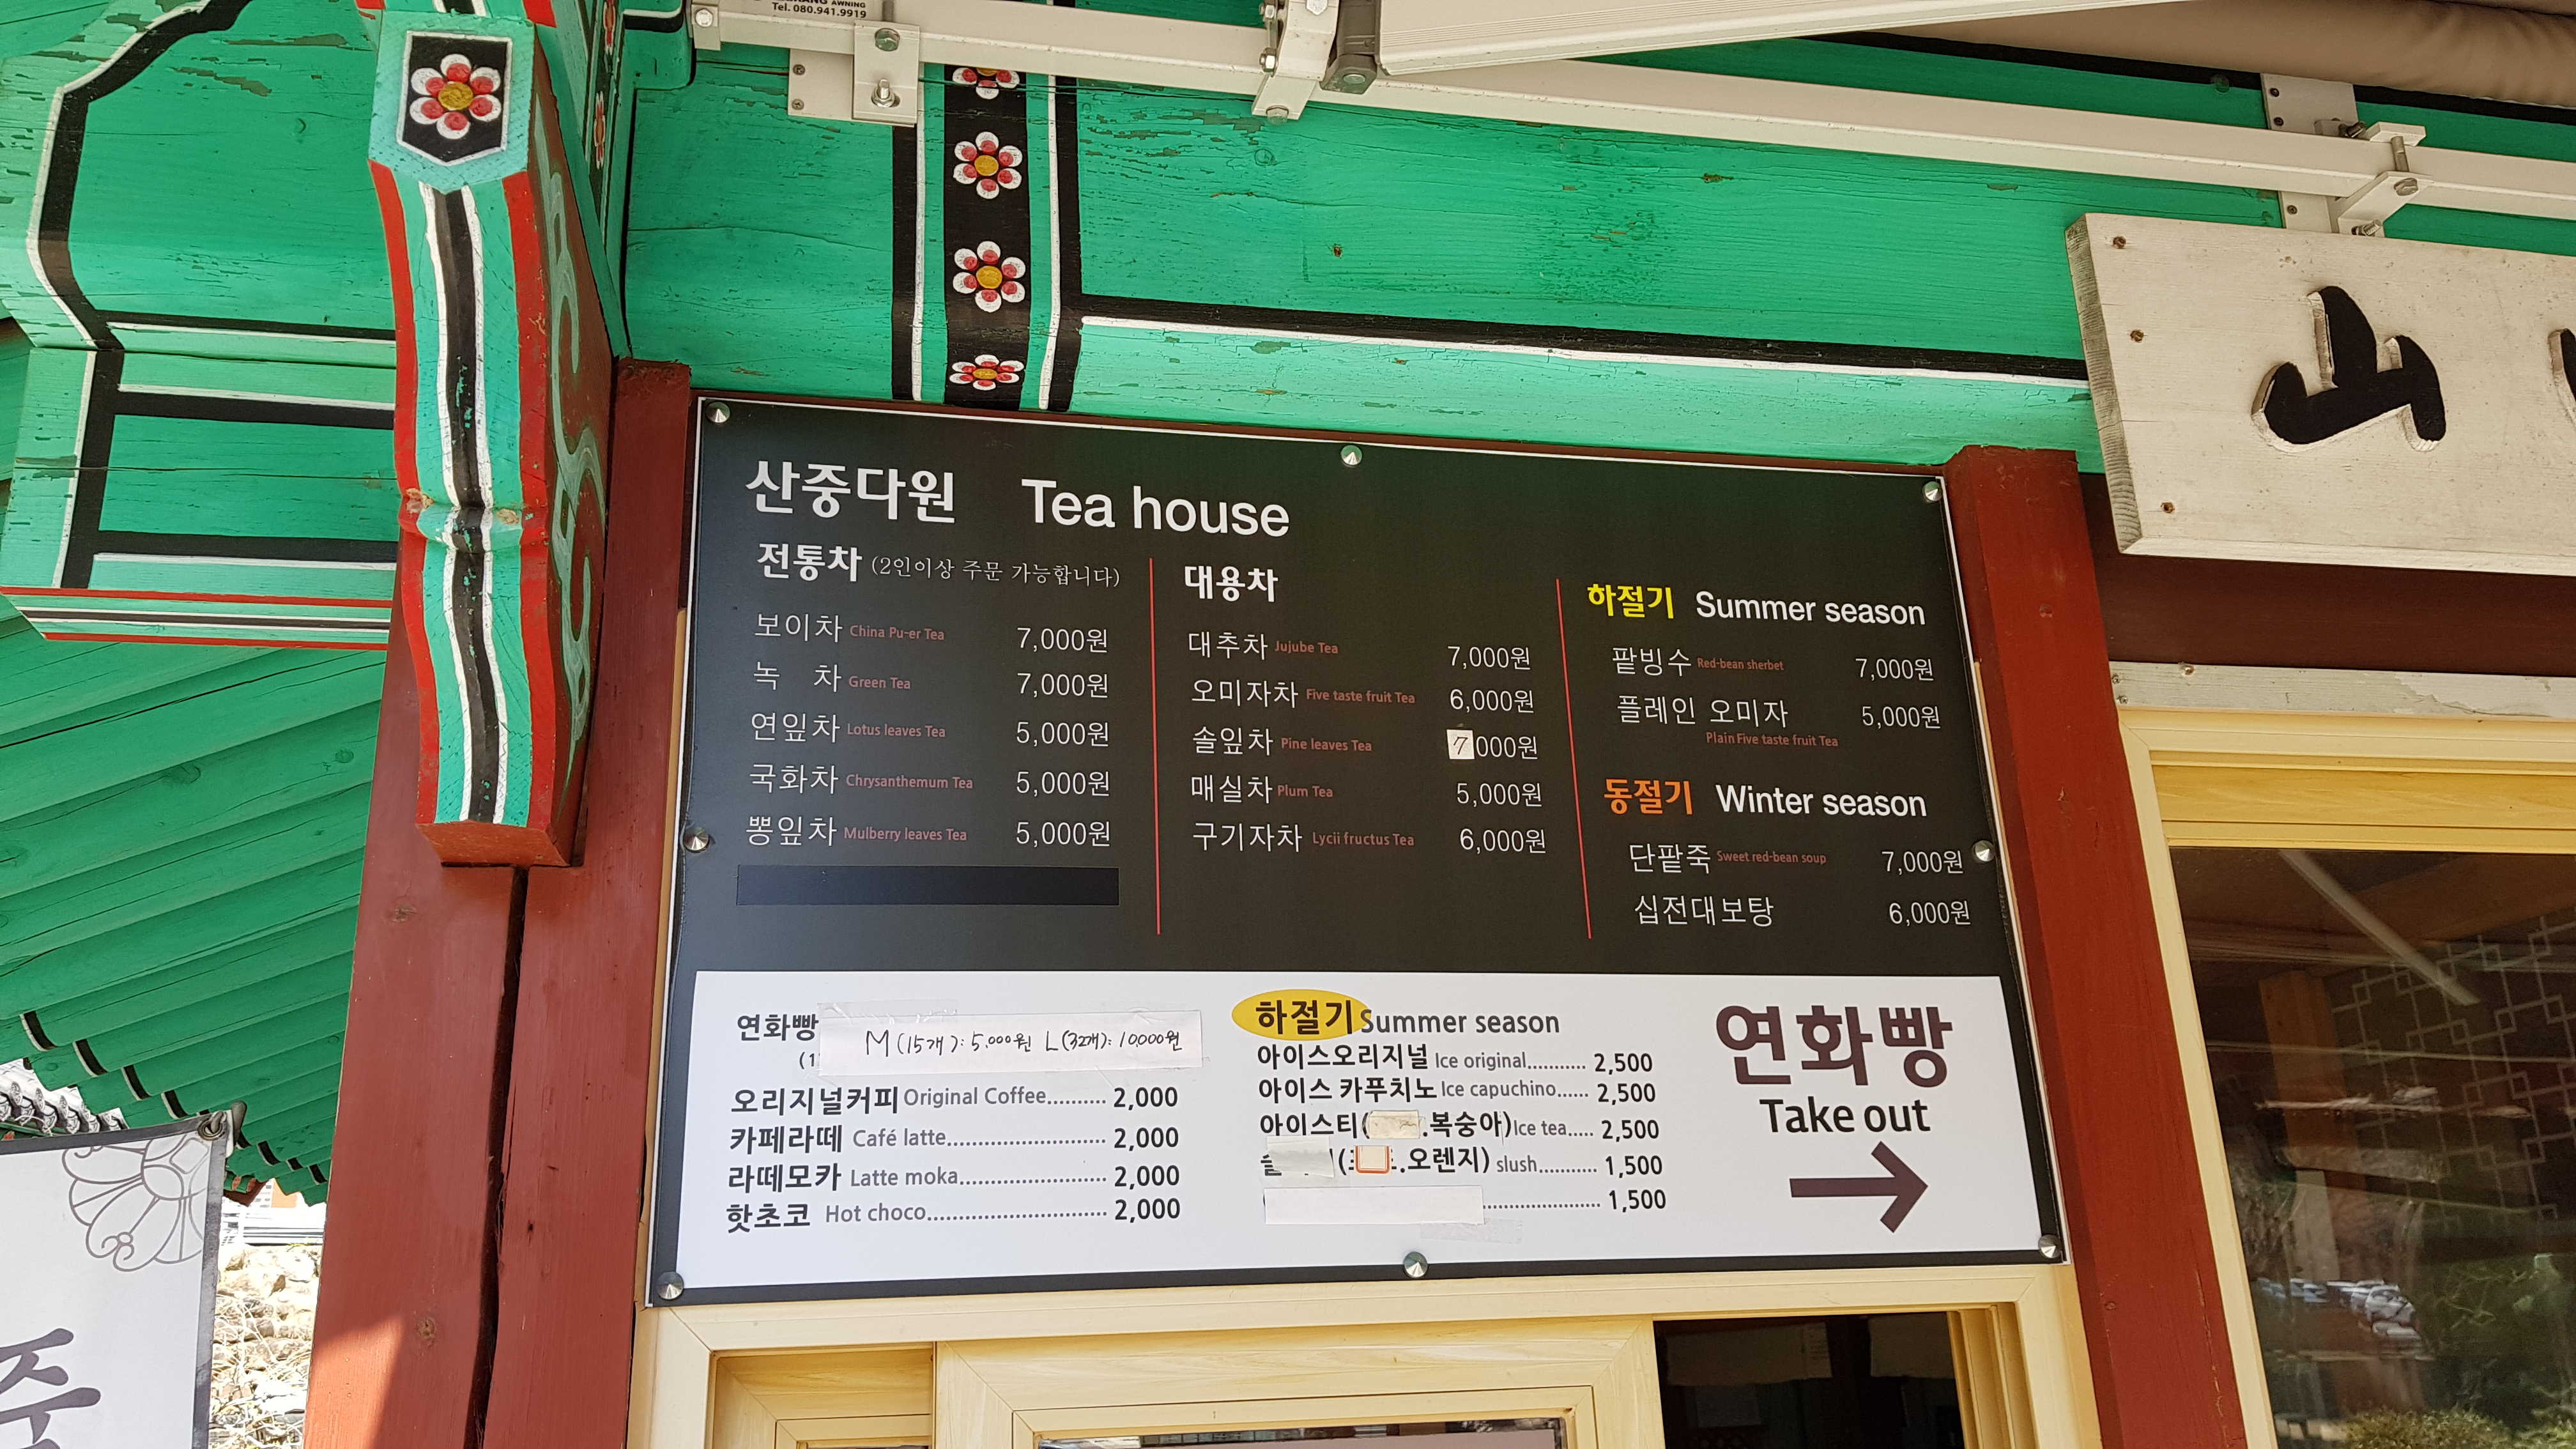 AWNING
Tel. 080.941.9919
山
산중다원 Tea house
전통차 (2인이상 주문 가능합니다)
보이차 China Pu-er Tea 7,000원
녹 차 Green Tea 7,000원
연잎차 Lotus leaves Tea 5,000원
국화차 Chrysanthemum Tea 5,000원
뽕잎차 Mulberry leaves Tea 5,000원
대용차
대추차 Jujube Tea 7,000원
오미자차 Five taste fruit Tea 6,000원
솔잎차 Pine leaves Tea 7000원
매실차 Plum Tea 5,000원
구기자차 Lycii fructus Tea 6,000원
하절기 Summer season
팥빙수 Red-bean sherbet 7,000원
플레인 오미자 5,000원
Plain Five taste fruit Tea
동절기 Winter season
단팥죽 Sweet red-bean soup 7,000원
십전대보탕 6,000원
연화빵 M(15개):5.000원 L(32개):10.000원
(1
오리지널커피 Original Coffee.......... 2,000
카페라떼 Café latte......................... 2,000
라떼모카 Latte moka....................... 2,000
핫초코 Hot choco............................ 2,000
하절기 Summer season
아이스오리지널 Ice original........... 2,500
아이스 카푸치노 Ice capuchino...... 2,500
아이스티( .복숭아)Ice tea..... 2,500
( .오렌지) slush........... 1,500
.................... 1,500
연화빵
Take out
죽